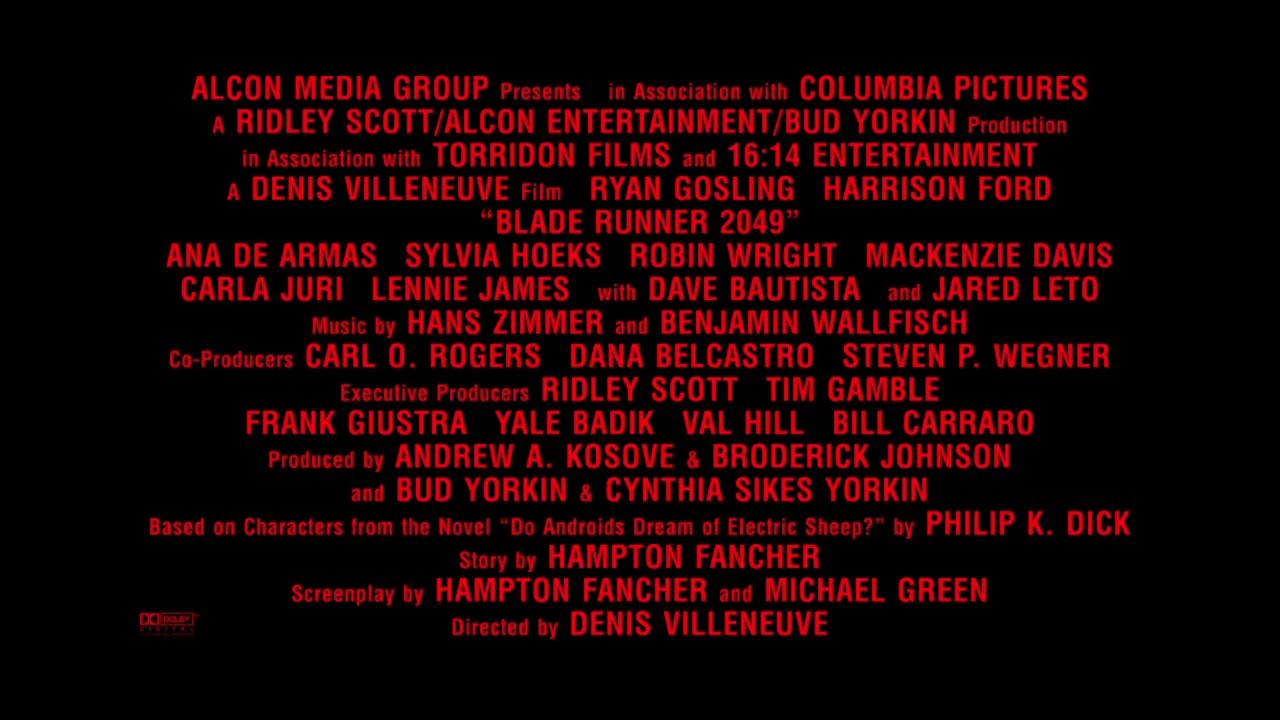 ALCON MEDIA GROUP Presents in Association with COLUMBIA PICTURES
A RIDLEY SCOTT/ALCON ENTERTAINMENT/BUD YORKIN Production
in Association with TORRIDON FILMS and 16:14 ENTERTAINMENT
A DENIS VILLENEUVE Film RYAN GOSLING HARRISON FORD
“BLADE RUNNER 2049”
ANA DE ARMAS SYLVIA HOEKS ROBIN WRIGHT MACKENZIE DAVIS
CARLA JURI LENNIE JAMES with DAVE BAUTISTA and JARED LETO
Music by HANS ZIMMER and BENJAMIN WALLFISCH
Co-Producers CARL O. ROGERS DANA BELCASTRO STEVEN P. WEGNER
Executive Producers RIDLEY SCOTT TIM GAMBLE
FRANK GIUSTRA YALE BADIK VAL HILL BILL CARRARO
Produced by ANDREW A. KOSOVE & BRODERICK JOHNSON
and BUD YORKIN & CYNTHIA SIKES YORKIN
Based on Characters from the Novel “Do Androids Dream of Electric Sheep?” by PHILIP K. DICK
Story by HAMPTON FANCHER
Screenplay by HAMPTON FANCHER and MICHAEL GREEN
Directed by DENIS VILLENEUVE
DOLBY
DIGITAL